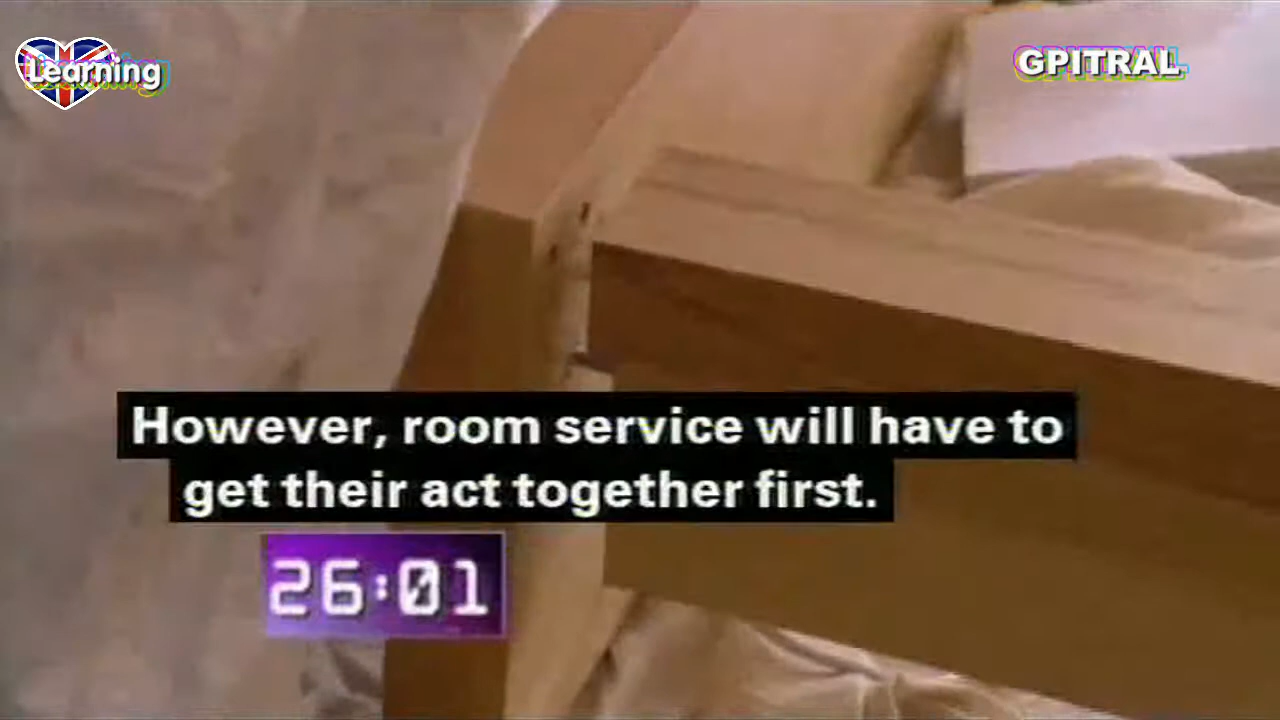 Learning
GPITRAL
However, room service will have to
get their act together first.
26:01